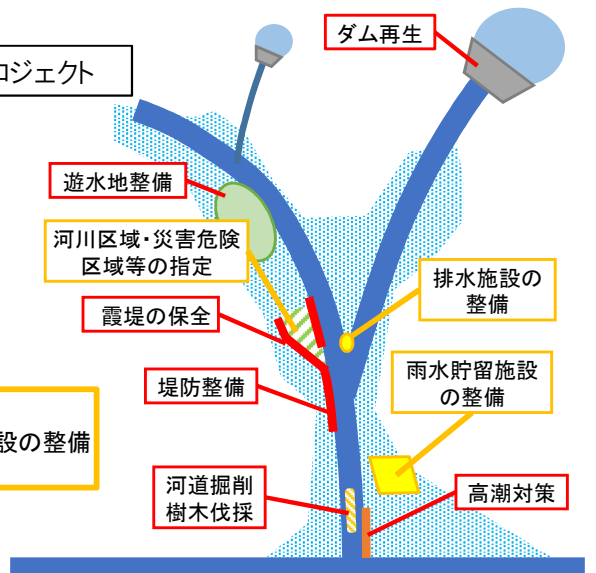 ダム再生
ロジェクト
遊水地整備
河川区域・災害危険
区域等の指定
排水施設の
整備
霞堤の保全
雨水貯留施設
の整備
堤防整備
設の整備
河道掘削
樹木伐採
高潮対策